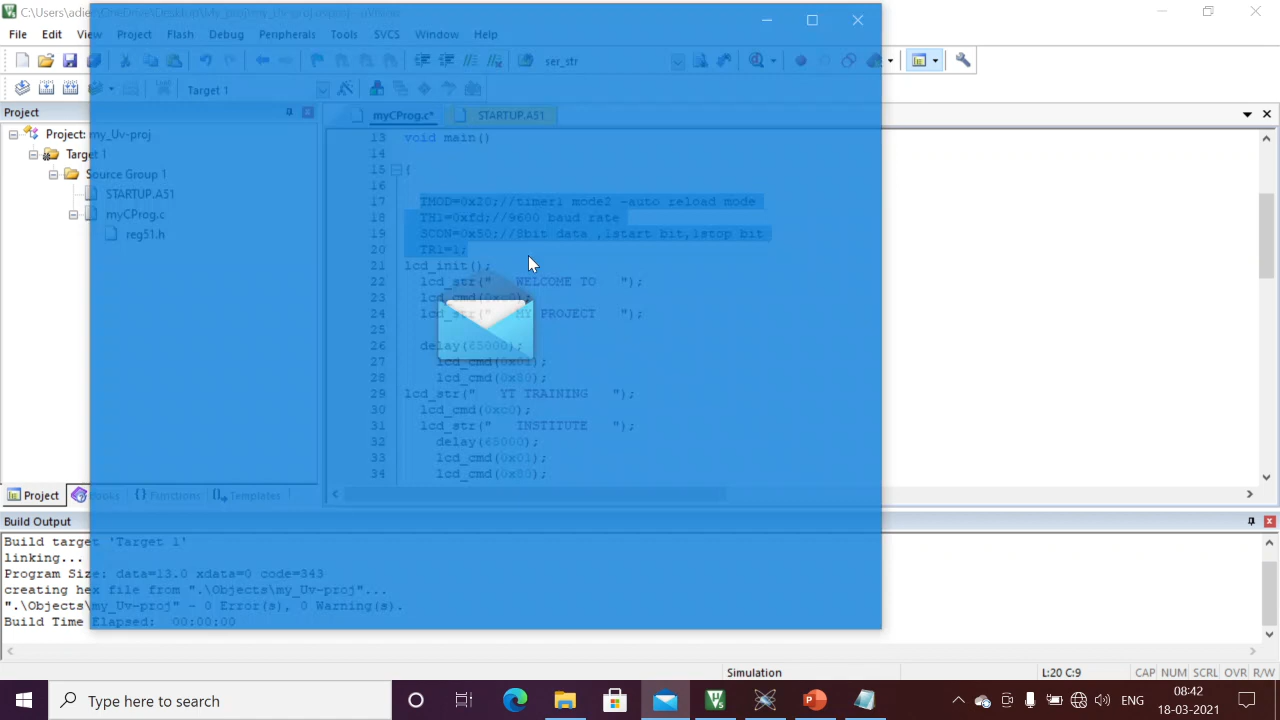 C:\Users\adies\OneDrive\Desktop\My_proj\my_Uv-proj.uvproj - µVision
File Edit View Project Flash Debug Peripherals Tools SVCS Window Help
ser_str
Target 1
Project
myCProg.c* STARTUP.A51
Project: my_Uv-proj
Target 1
Source Group 1
STARTUP.A51
myCProg.c
reg51.h
13 void main()
14
15 {
16
17 TMOD=0x20;//timer1 mode2 -auto reload mode
18 TH1=0xfd;//9600 baud rate
19 SCON=0x50;//8bit data ,1start bit,1stop bit
20 TR1=1;
21 lcd_init();
22 lcd_str("   WELCOME TO   ");
23 lcd_cmd(0xc0);
24 lcd_str("   MY PROJECT   ");
25
26 delay(65000);
27 lcd_cmd(0x01);
28 lcd_cmd(0x80);
29 lcd_str("   YT TRAINING   ");
30 lcd_cmd(0xc0);
31 lcd_str("   INSTITUTE   ");
32 delay(65000);
33 lcd_cmd(0x01);
34 lcd_cmd(0x80);
Project Books {} Functions Templates
Build Output
Build target 'Target 1'
linking...
Program Size: data=13.0 xdata=0 code=343
creating hex file from ".\Objects\my_Uv-proj"...
".\Objects\my_Uv-proj" - 0 Error(s), 0 Warning(s).
Build Time Elapsed:  00:00:00
Simulation L:20 C:9 CAP NUM SCRL OVR R/W
Type here to search
ENG
08:42
18-03-2021